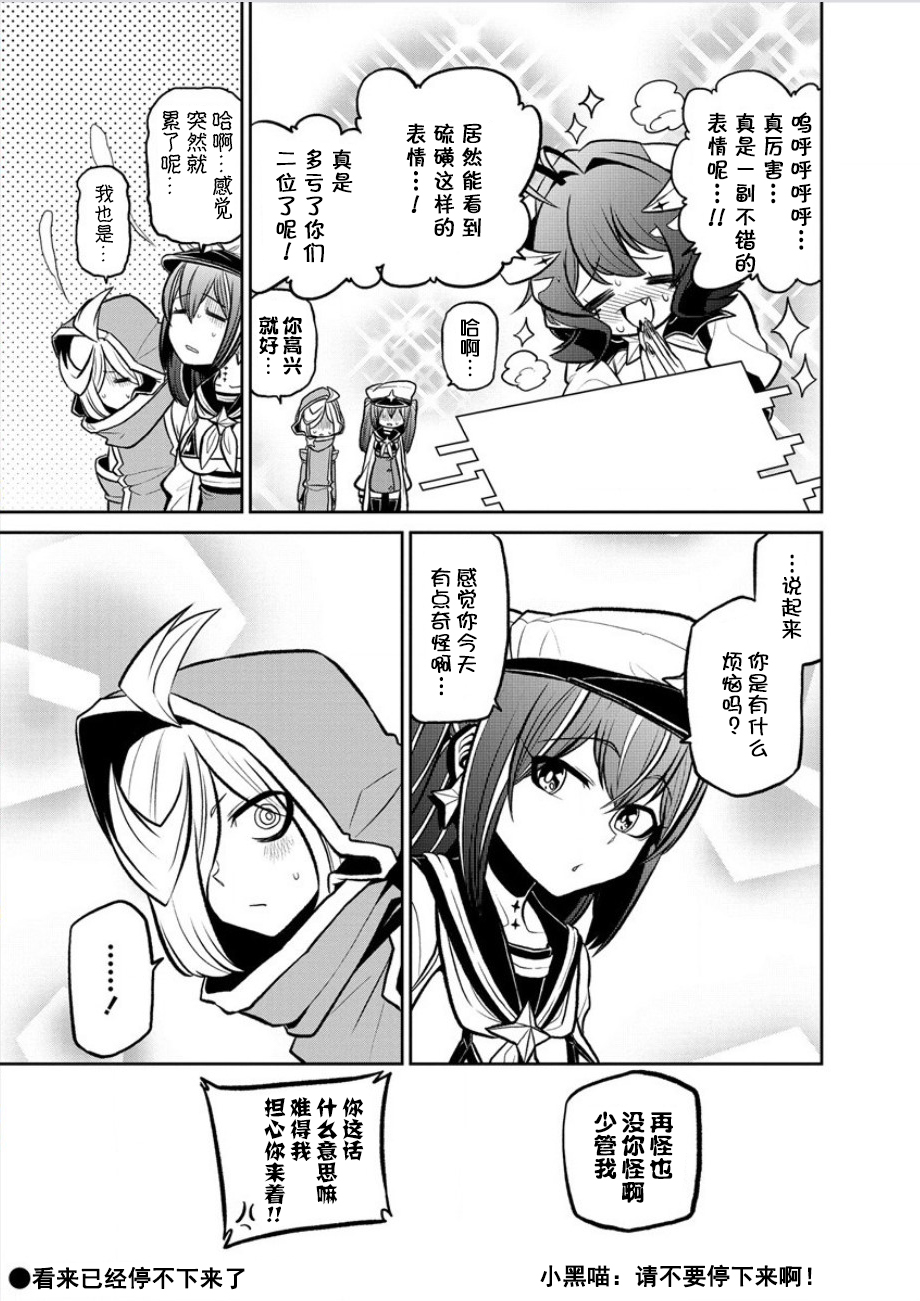 呜呼呼呼呼…
真厉害…
真是一副不错的
表情呢…!!
居然能看到
硫磺这样的
表情…!
真是
多亏了你们
二位了呢!
哈啊…
你高兴
就好…
哈啊…感觉
突然就
累了呢…
我也是…
…说起来
你是有什么
烦恼吗?
感觉你今天
有点奇怪啊…
……!
再怪也
没你怪啊
少管我
你这话
什么意思嘛
难得我
担心你来着!!
●看来已经停不下来了
小黑喵：请不要停下来啊！